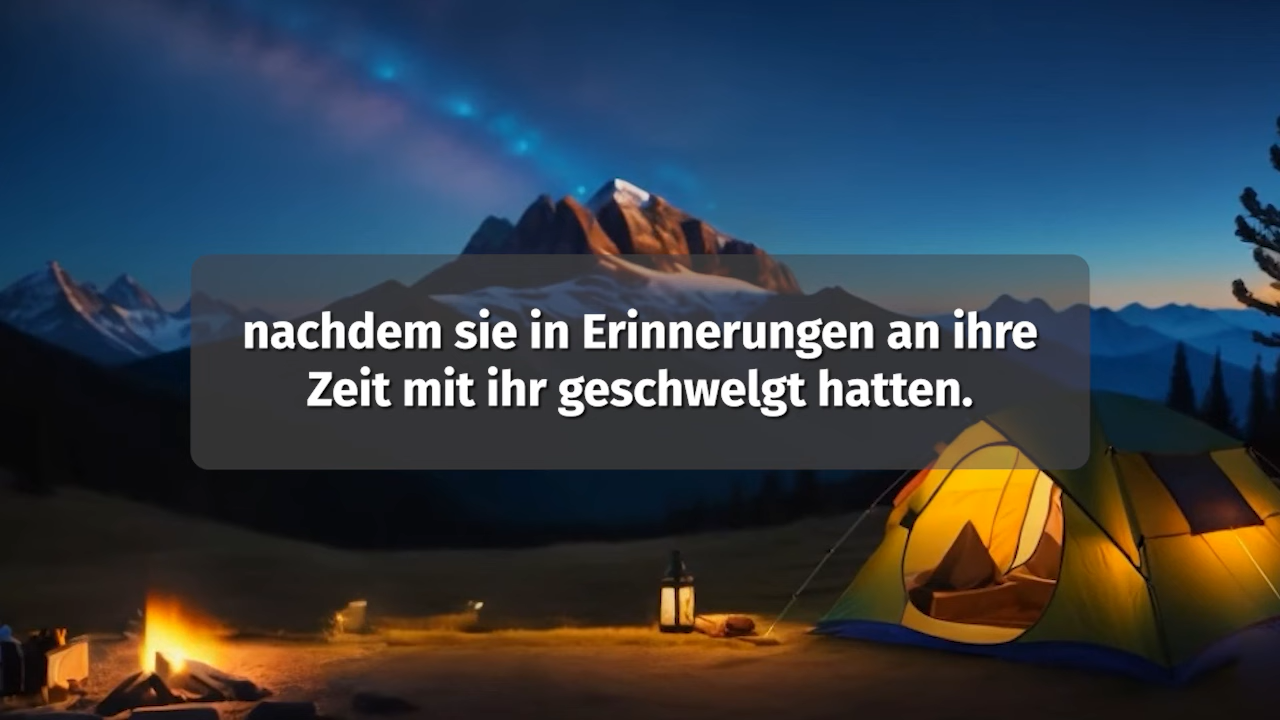 nachdem sie in Erinnerungen an ihre
Zeit mit ihr geschwelgt hatten.